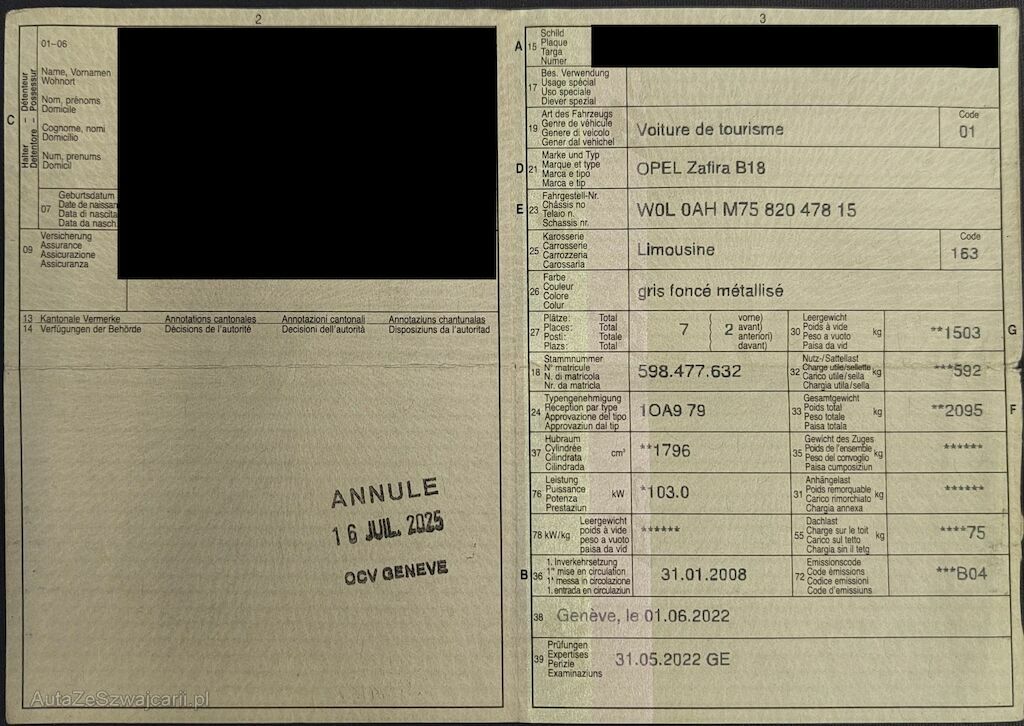 2
01-06
Name, Vornamen
Wohnort
Nom, prénoms
Domicile
Cognome, nomi
Domicilio
Num, prenums
Domicil
C
Halter – Détenteur
Detentore – Possessur
07
Geburtsdatum
Date de naissan
Data di nascita
Data da nasch.
09
Versicherung
Assurance
Assicurazione
Assicuranza
13 Kantonale Vermerke Annotations cantonales Annotazioni cantonali Annotaziuns chantunalas
14 Verfügungen der Behörde Décisions de l'autorité Decisioni dell'autorità Disposiziuns da l'autoritad
ANNULE
16 JUIL. 2025
OCV GENEVE
AutaZeSzwajcarii.pl
3
A 15
Schild
Plaque
Targa
Numer
17
Bes. Verwendung
Usage spécial
Uso speciale
Diever spezial
19
Art des Fahrzeugs
Genre de véhicule
Genere di veicolo
Gener dal vehichel
Voiture de tourisme
Code
01
D 21
Marke und Typ
Marque et type
Marca e tipo
Marca e tip
OPEL Zafira B18
E 23
Fahrgestell-Nr.
Châssis no
Telaio n.
Schassis nr.
W0L 0AH M75 820 478 15
25
Karosserie
Carrosserie
Carrozzeria
Carossaria
Limousine
Code
163
26
Farbe
Couleur
Colore
Colur
gris foncé métallisé
27
Plätze: Total
Places: Total
Posti: Totale
Plazs: Total
7
( 2 vorne)
avant)
anteriori)
davant)
30
Leergewicht
Poids à vide
Peso a vuoto
Paisa da vid
kg
**1503
G
18
Stammnummer
N° matricule
N. di matricola
Nr. da matricla
598.477.632
32
Nutz-/Sattellast
Charge utile/sellette
Carico utile/sella
Chargia utila/sella
kg
***592
24
Typengenehmigung
Réception par type
Approvazione del tipo
Approvaziun dal tip
1OA9 79
33
Gesamtgewicht
Poids total
Peso totale
Paisa totala
kg
**2095
F
37
Hubraum
Cylindrée
Cilindrata
Cilindrada
cm³
**1796
35
Gewicht des Zuges
Poids de l'ensemble
Peso del convoglio
Paisa cumposiziun
kg
******
76
Leistung
Puissance
Potenza
Prestaziun
kW
*103.0
31
Anhängelast
Poids remorquable
Carico rimorchiato
Chargia annexa
kg
******
78 kW/kg
Leergewicht
poids à vide
peso a vuoto
paisa da vid
******
55
Dachlast
Charge sur le toit
Carico sul tetto
Chargia sin il tetg
kg
****75
B 36
1. Inverkehrsetzung
1re mise en circulation
1a messa in circolazione
1. entrada en circulaziun
31.01.2008
72
Emissionscode
Code émissions
Codice emissioni
Code d'emissiuns
***B04
38
Genève, le 01.06.2022
39
Prüfungen
Expertises
Perizie
Examinaziuns
31.05.2022 GE